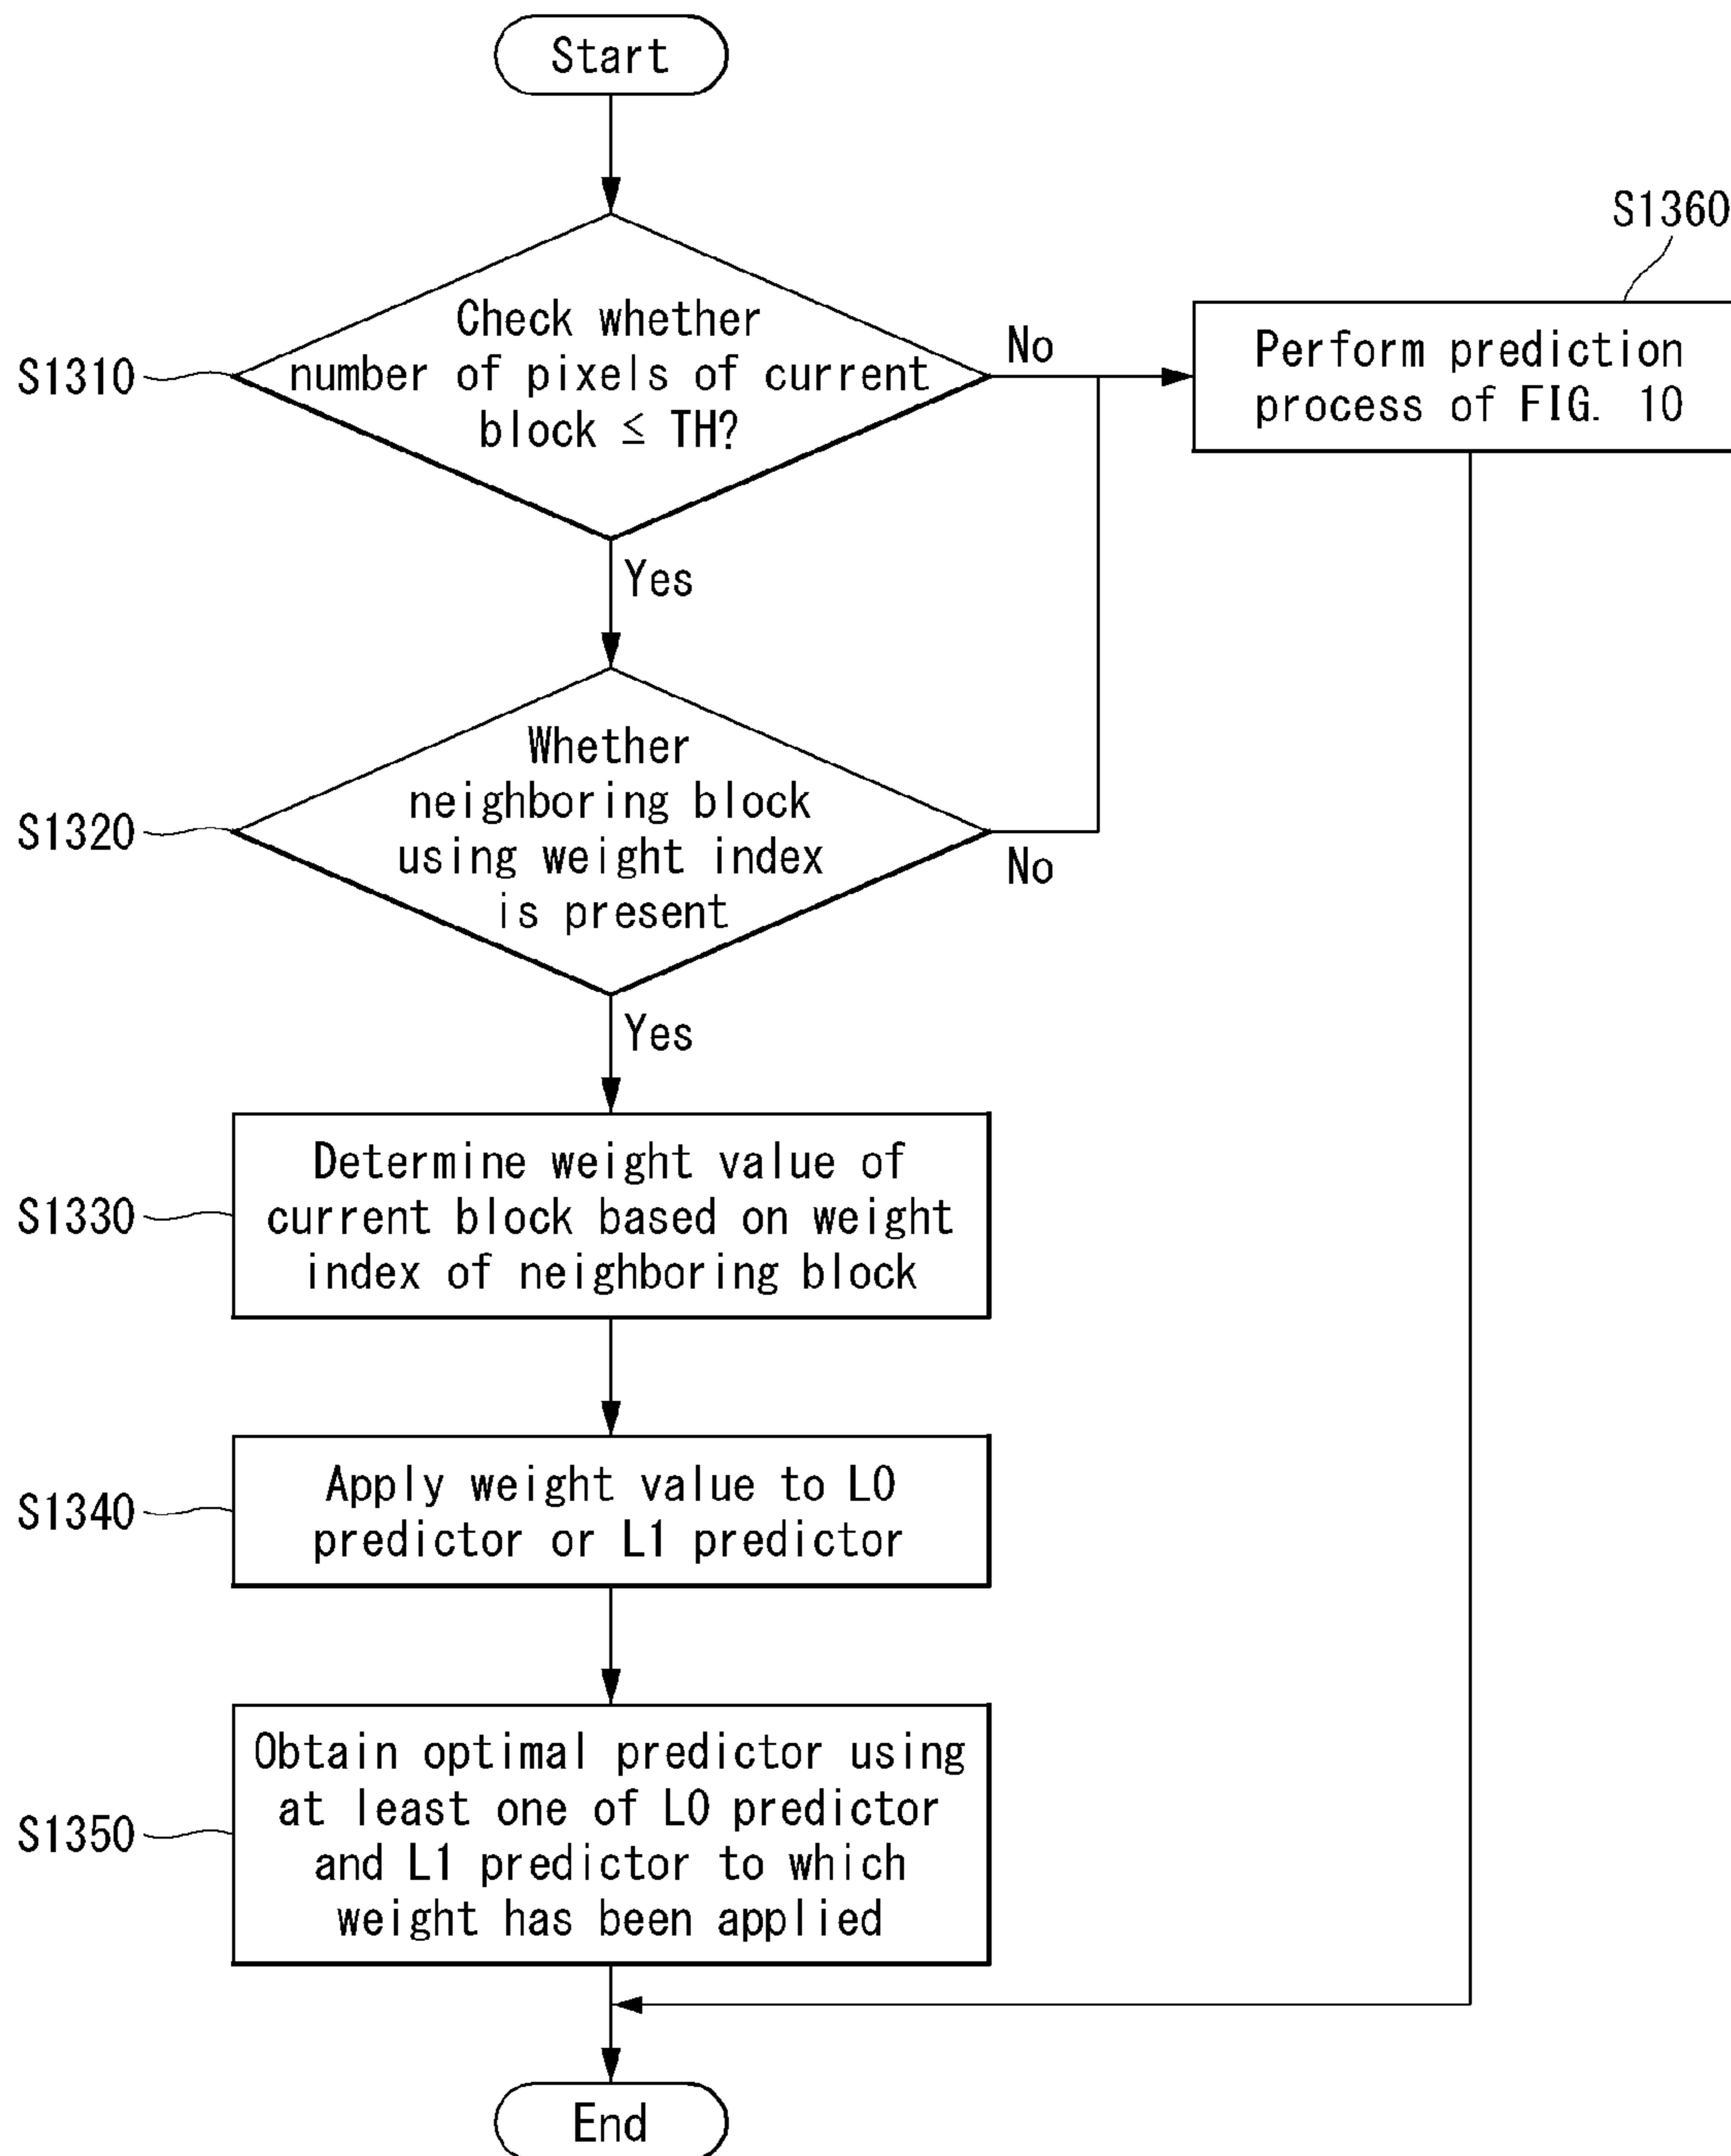 Start
S1310
Check whether
number of pixels of current
block ≤ TH?
No
S1360
Perform prediction
process of FIG. 10
Yes
S1320
Whether
neighboring block
using weight index
is present
No
Yes
S1330
Determine weight value of
current block based on weight
index of neighboring block
S1340
Apply weight value to L0
predictor or L1 predictor
S1350
Obtain optimal predictor using
at least one of L0 predictor
and L1 predictor to which
weight has been applied
End